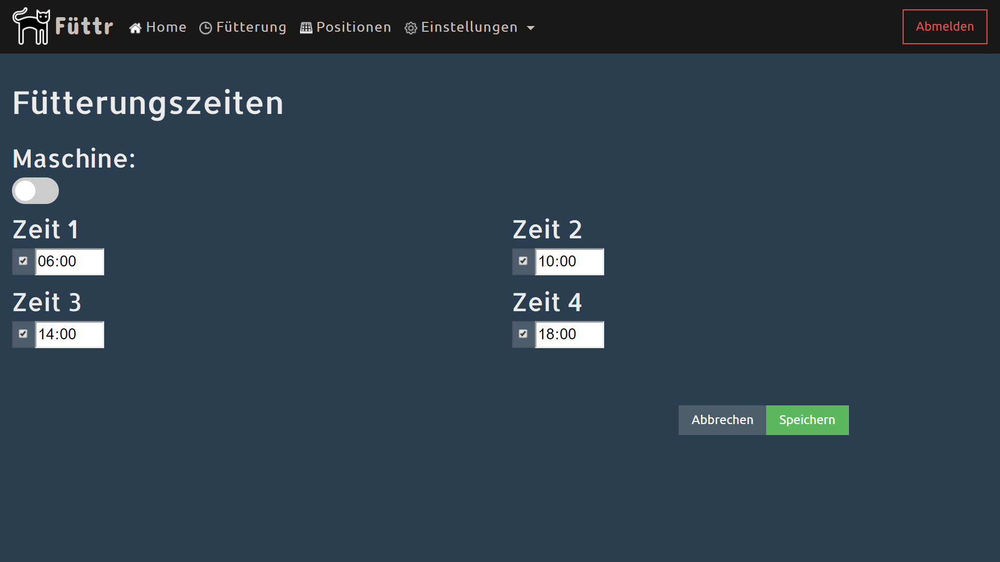 Füttr Home Fütterung Positionen Einstellungen Abmelden
Fütterungszeiten
Maschine:
Zeit 1 Zeit 2
06:00 10:00
Zeit 3 Zeit 4
14:00 18:00
Abbrechen Speichern